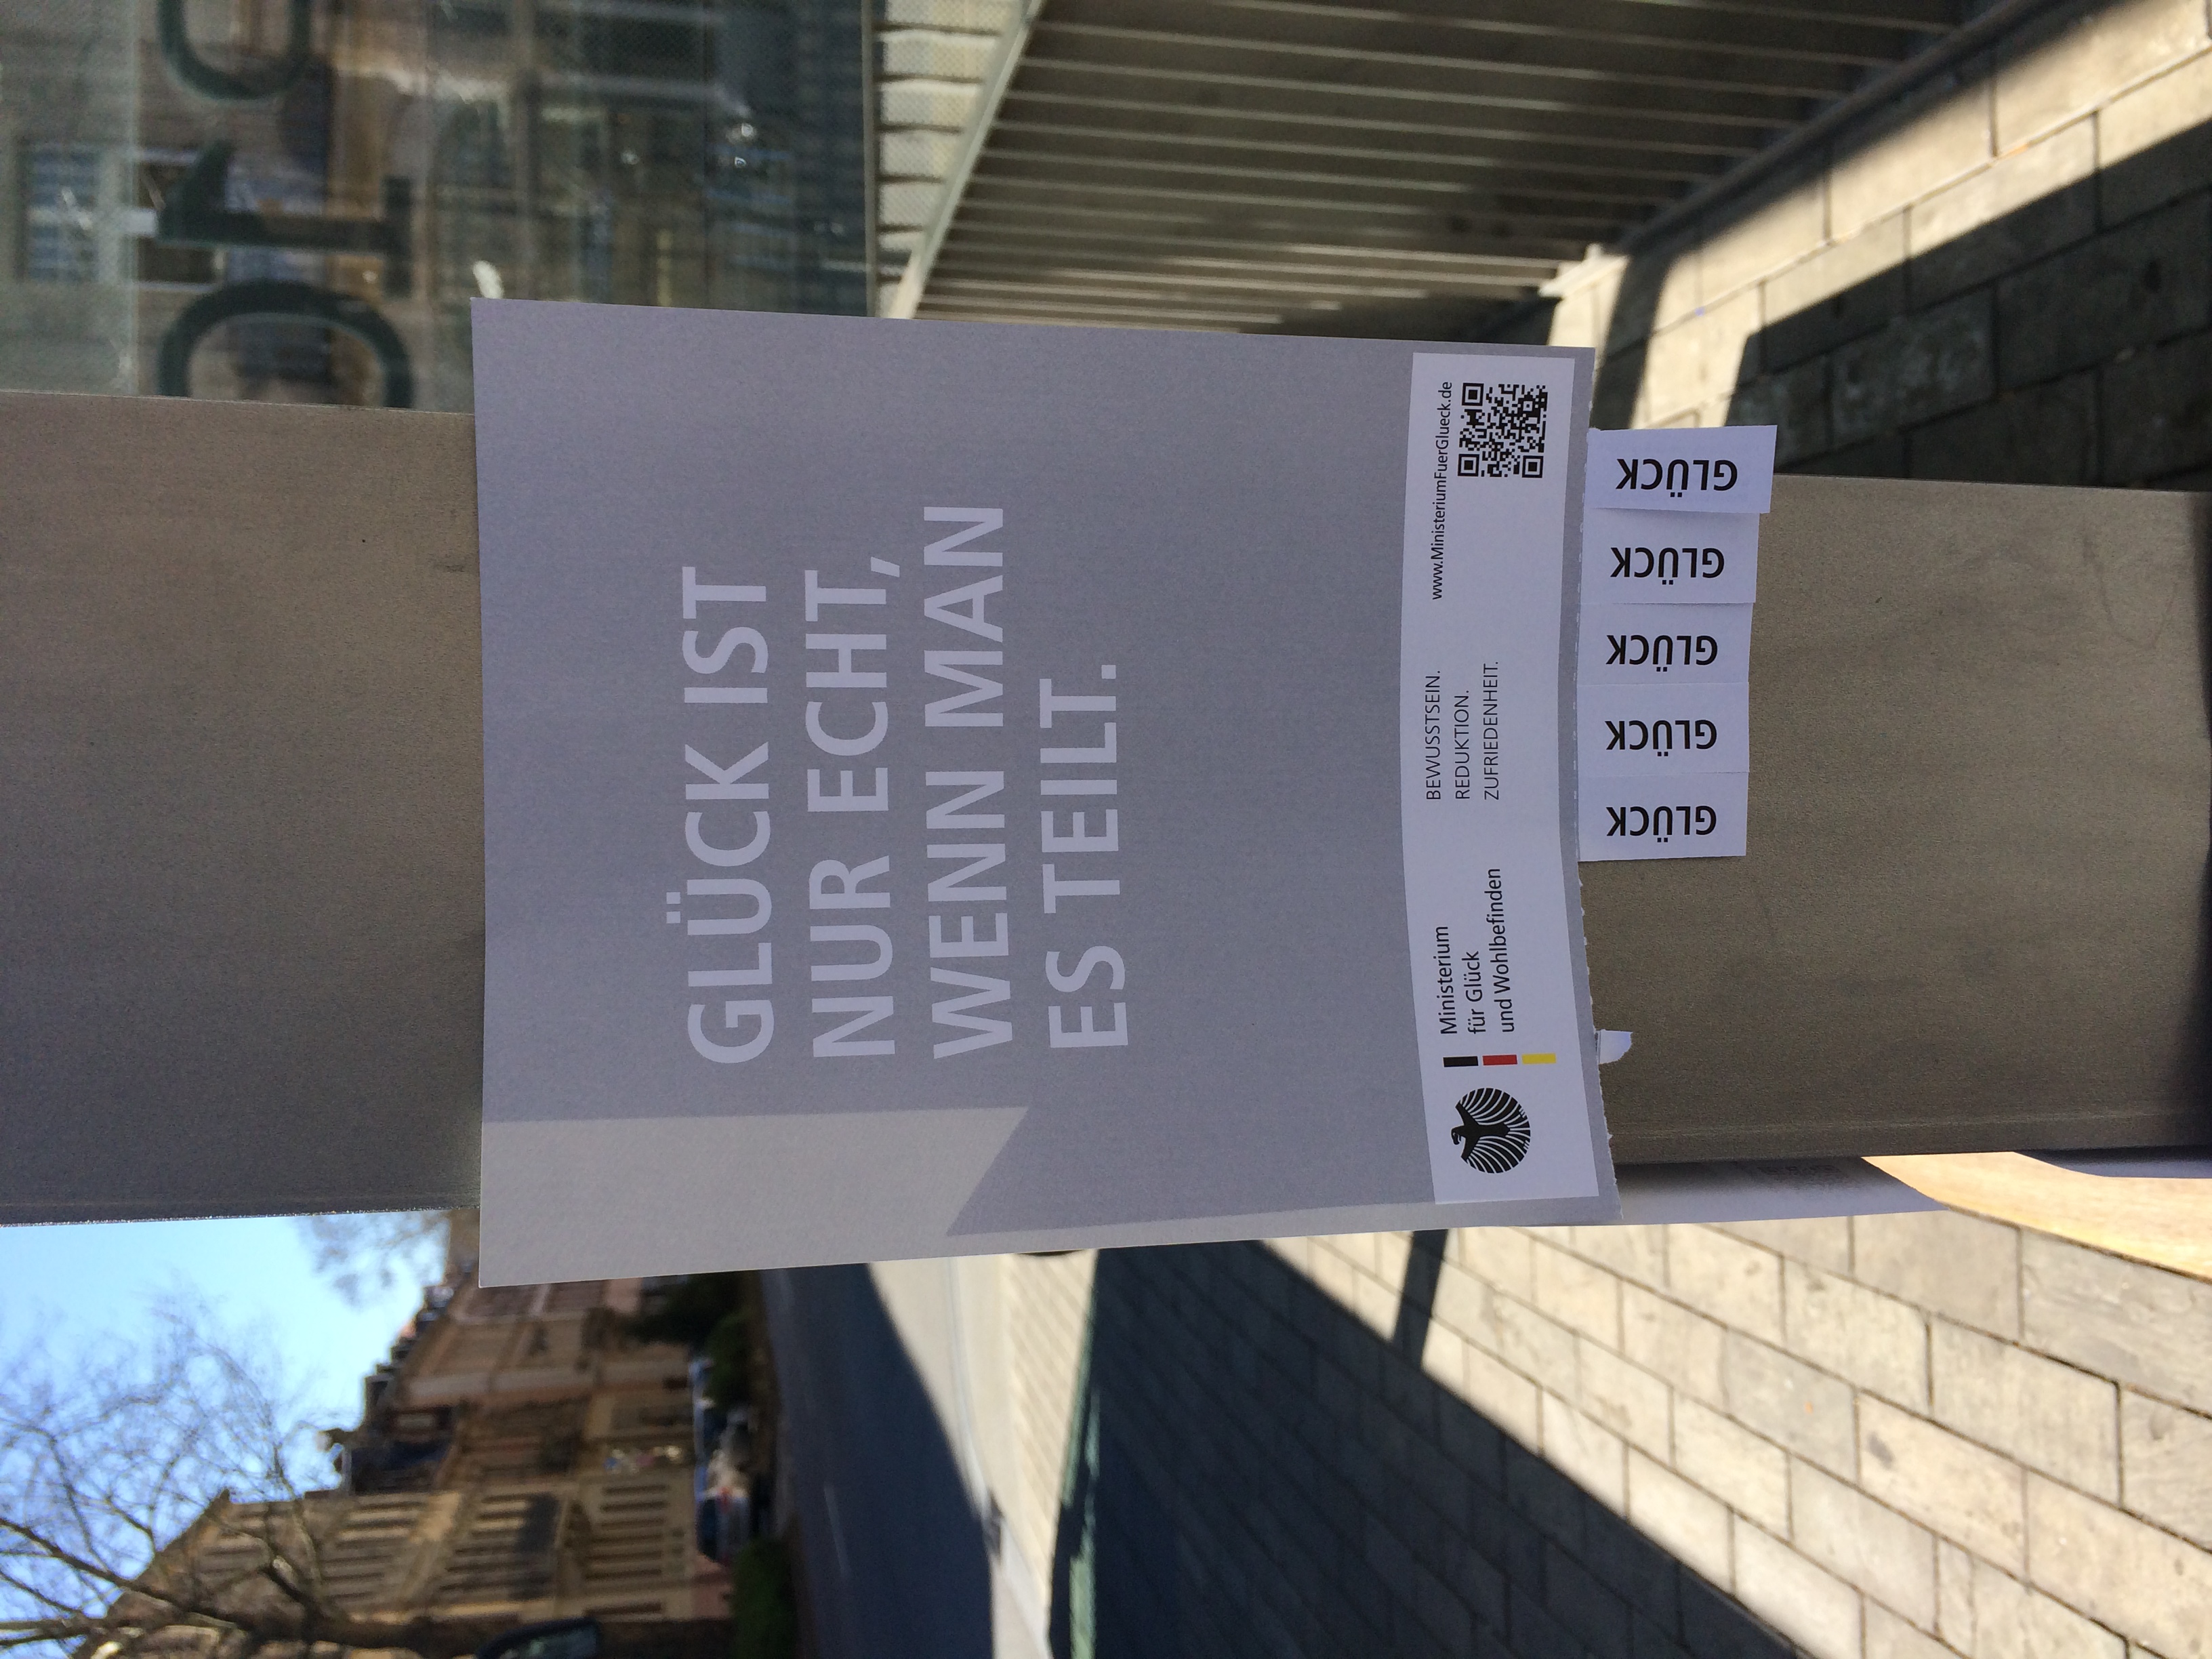 GLÜCK IST
NUR ECHT,
WENN MAN
ES TEILT.
Ministerium
für Glück
und Wohlbefinden
BEWUSSTSEIN.
REDUKTION.
ZUFRIEDENHEIT.
www.MinisteriumFuerGlueck.de
GLÜCK
GLÜCK
GLÜCK
GLÜCK
GLÜCK